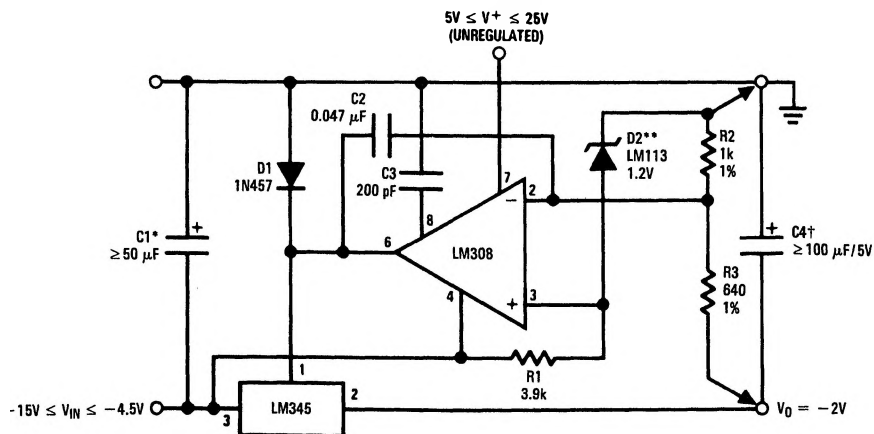 5V ≤ V+ ≤ 25V
(UNREGULATED)
C2
0.047 µF
D1
1N457
C3
200 pF
8
7
2
−
D2**
LM113
1.2V
R2
1k
1%
C1*
≥ 50 µF
+
6
LM308
4
+
3
R3
640
1%
+
C4†
≥ 100 µF/5V
1
R1
3.9k
-15V ≤ VIN ≤ −4.5V
3
LM345
2
VO = −2V